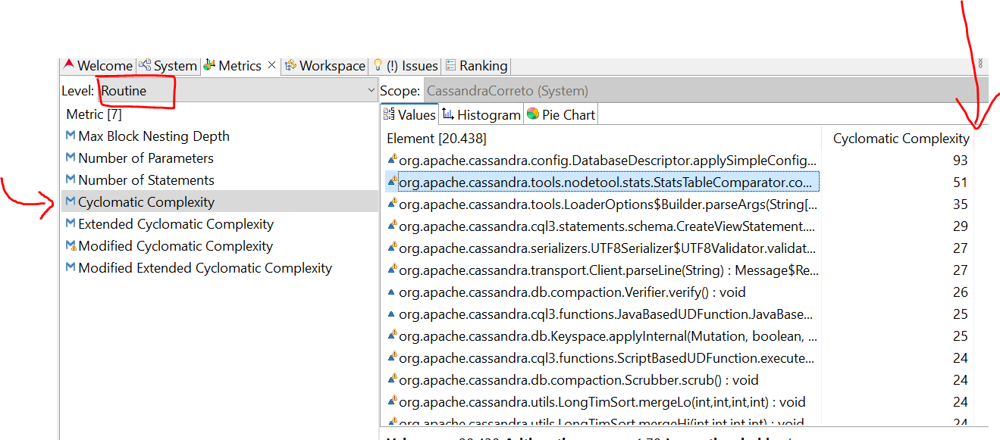 Welcome System Metrics Workspace (!) Issues Ranking
Level: Routine
Metric [7]
Max Block Nesting Depth
Number of Parameters
Number of Statements
Cyclomatic Complexity
Extended Cyclomatic Complexity
Modified Cyclomatic Complexity
Modified Extended Cyclomatic Complexity
Scope: CassandraCorreto (System)
Values Histogram Pie Chart
Element [20.438] Cyclomatic Complexity
org.apache.cassandra.config.DatabaseDescriptor.applySimpleConfig... 93
org.apache.cassandra.tools.nodetool.stats.StatsTableComparator.co... 51
org.apache.cassandra.tools.LoaderOptions$Builder.parseArgs(String[... 35
org.apache.cassandra.cql3.statements.schema.CreateViewStatement.... 29
org.apache.cassandra.serializers.UTF8Serializer$UTF8Validator.validat... 27
org.apache.cassandra.transport.Client.parseLine(String) : Message$Re... 27
org.apache.cassandra.db.compaction.Verifier.verify() : void 26
org.apache.cassandra.cql3.functions.JavaBasedUDFunction.JavaBase... 25
org.apache.cassandra.db.Keyspace.applyInternal(Mutation, boolean, ... 25
org.apache.cassandra.cql3.functions.ScriptBasedUDFunction.execute... 24
org.apache.cassandra.db.compaction.Scrubber.scrub() : void 24
org.apache.cassandra.utils.LongTimSort.mergeLo(int,int,int,int) : void 24
org.apache.cassandra.utils.LongTimSort.mergeHi(int,int,int,int) : void 24